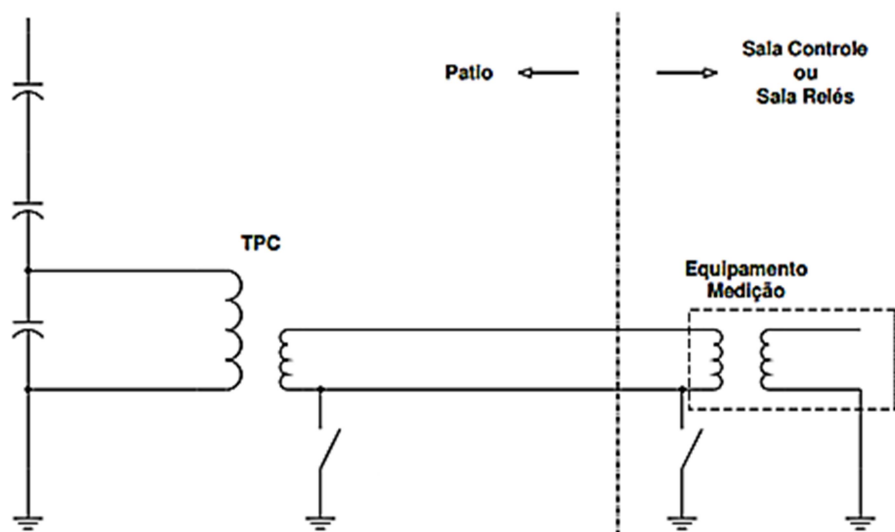 Patio
Sala Controle
ou
Sala Relés
TPC
Equipamento
Medição